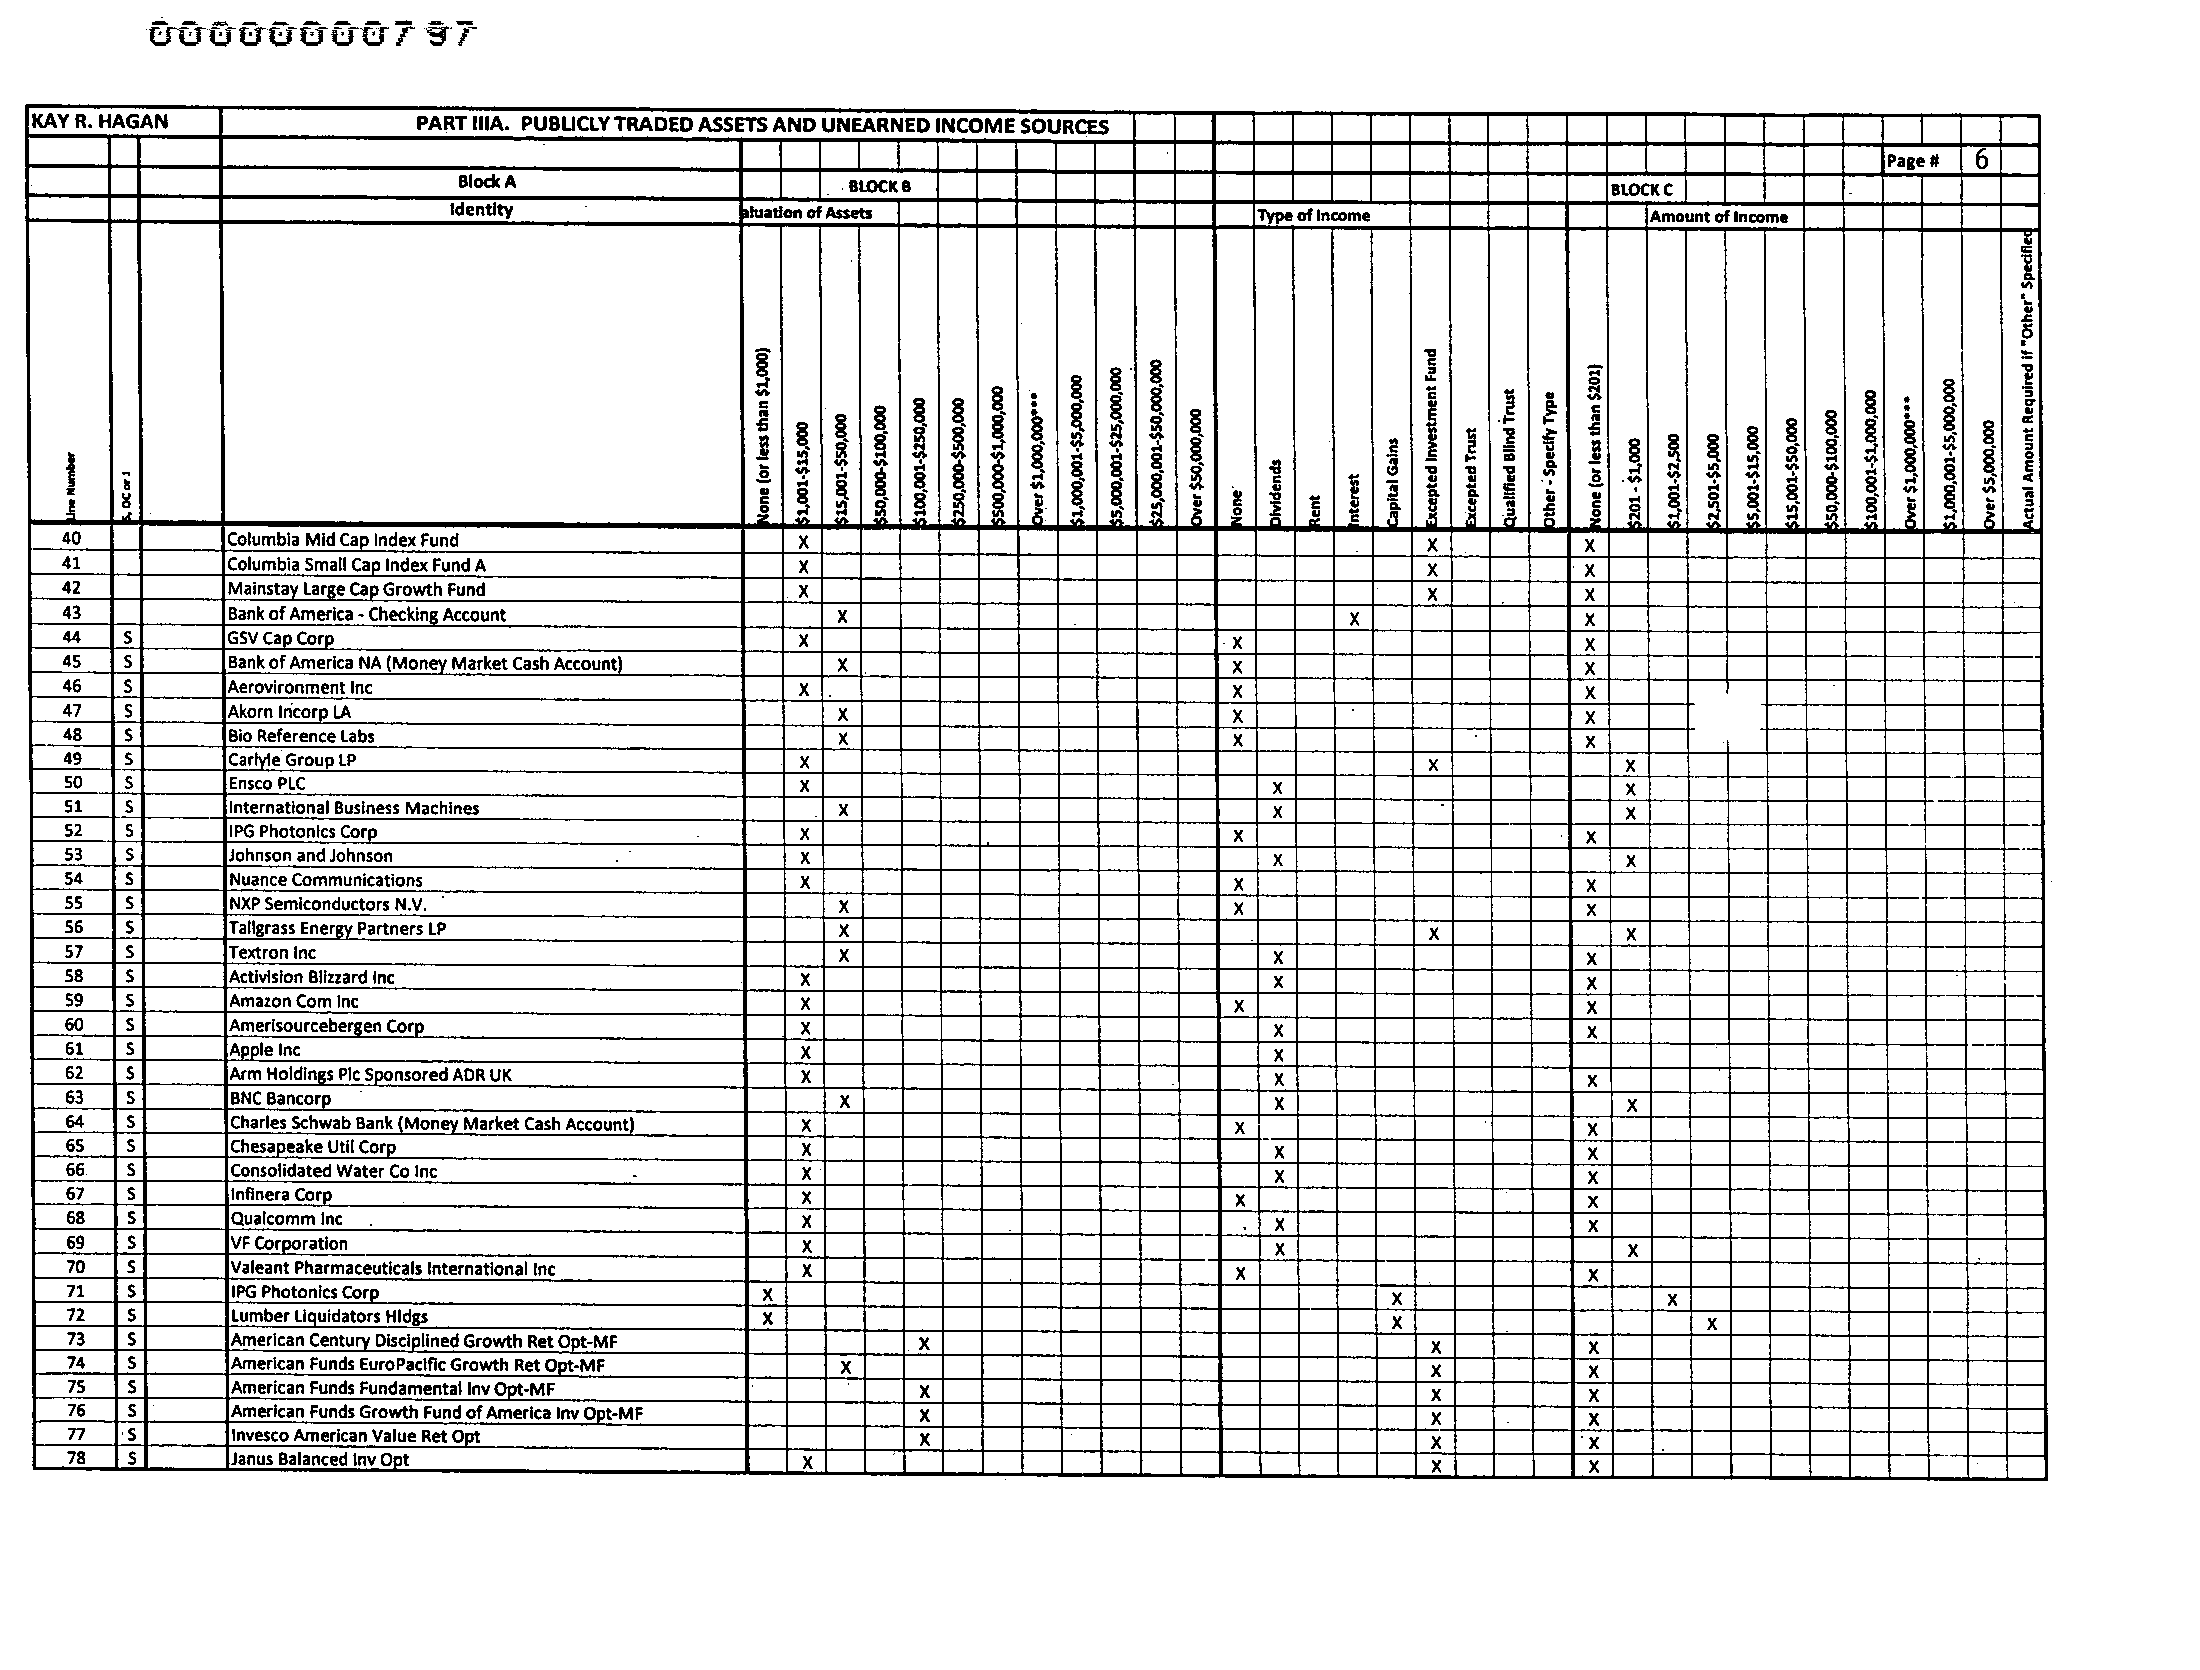 00000000797
KAY R. HAGAN PART IIIA. PUBLICLY TRADED ASSETS AND UNEARNED INCOME SOURCES
Page # 6
Block A BLOCK B BLOCK C
Identity aluation of Assets Type of Income Amount of Income
Line Number
S, DC or J
None (or less than $1,000)
$1,001-$15,000
$15,001-$50,000
$50,000-$100,000
$100,001-$250,000
$250,000-$500,000
$500,000-$1,000,000
Over $1,000,000***
$1,000,001-$5,000,000
$5,000,001-$25,000,000
$25,000,001-$50,000,000
Over $50,000,000
None
Dividends
Rent
Interest
Capital Gains
Excepted Investment Fund
Excepted Trust
Qualified Blind Trust
Other - Specify Type
None (or less than $201)
$201 - $1,000
$1,001-$2,500
$2,501-$5,000
$5,001-$15,000
$15,001-$50,000
$50,000-$100,000
$100,001-$1,000,000
Over $1,000,000****
$1,000,001-$5,000,000
Over $5,000,000
Actual Amount Required if "Other" Specified
40 Columbia Mid Cap Index Fund X X X
41 Columbia Small Cap Index Fund A X X X
42 Mainstay Large Cap Growth Fund X X X
43 Bank of America - Checking Account X X X
44 S GSV Cap Corp X X X
45 S Bank of America NA (Money Market Cash Account) X X X
46 S Aerovironment Inc X X X
47 S Akorn Incorp LA X X X
48 S Bio Reference Labs X X X
49 S Carlyle Group LP X X X
50 S Ensco PLC X X X
51 S International Business Machines X X X
52 S IPG Photonics Corp X X X
53 S Johnson and Johnson X X X
54 S Nuance Communications X X X
55 S NXP Semiconductors N.V. X X X
56 S Tallgrass Energy Partners LP X X X
57 S Textron Inc X X X
58 S Activision Blizzard Inc X X X
59 S Amazon Com Inc X X X
60 S Amerisourcebergen Corp X X X
61 S Apple Inc X X
62 S Arm Holdings Plc Sponsored ADR UK X X X
63 S BNC Bancorp X X X
64 S Charles Schwab Bank (Money Market Cash Account) X X X
65 S Chesapeake Util Corp X X X
66 S Consolidated Water Co Inc X X X
67 S Infinera Corp X X X
68 S Qualcomm Inc X X X
69 S VF Corporation X X X
70 S Valeant Pharmaceuticals International Inc X X X
71 S IPG Photonics Corp X X X
72 S Lumber Liquidators Hldgs X X X
73 S American Century Disciplined Growth Ret Opt-MF X X X
74 S American Funds EuroPacific Growth Ret Opt-MF X X X
75 S American Funds Fundamental Inv Opt-MF X X X
76 S American Funds Growth Fund of America Inv Opt-MF X X X
77 S Invesco American Value Ret Opt X X X
78 S Janus Balanced Inv Opt X X X